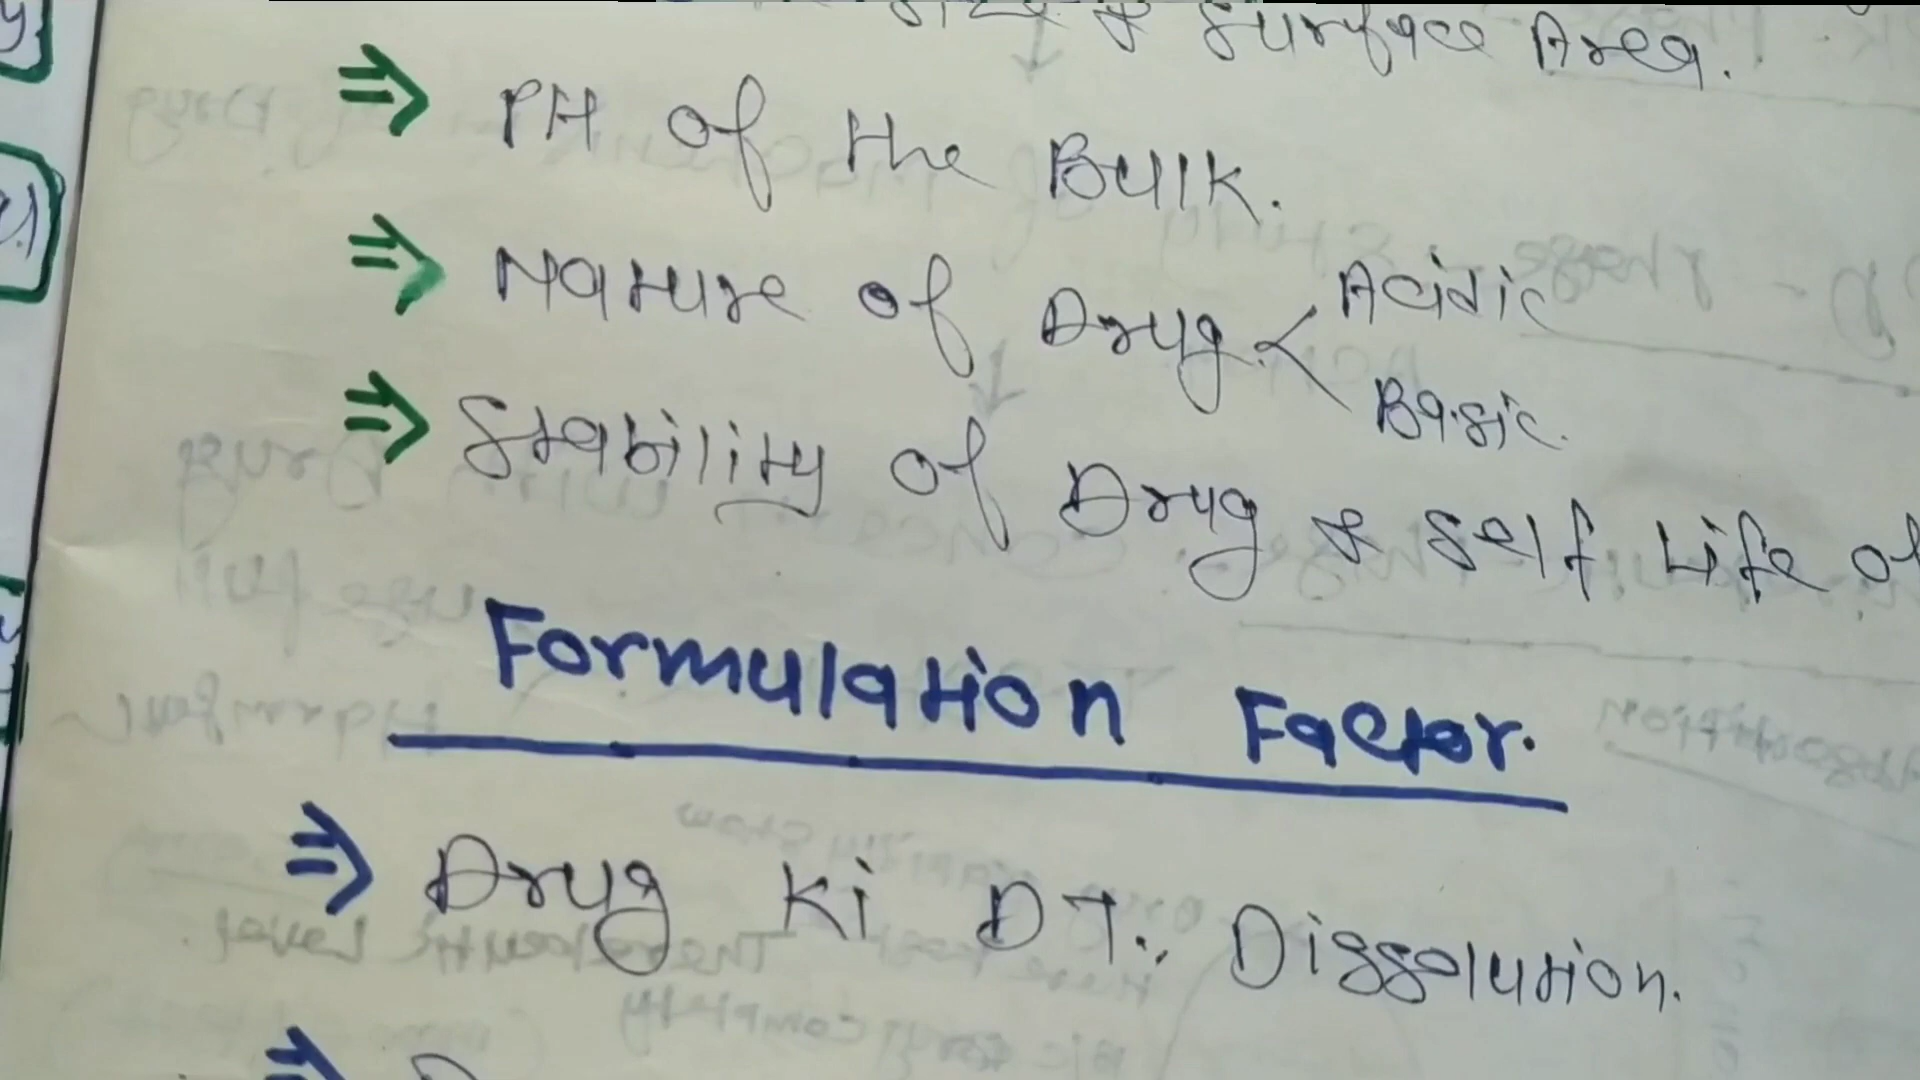 & Surface Area.
PH of the Bulk.
Nature of Drug < Acidic
Basic.
Stability of Drug & Self Life of
Formulation Factor.
Drug Ki DT., Dissolution.